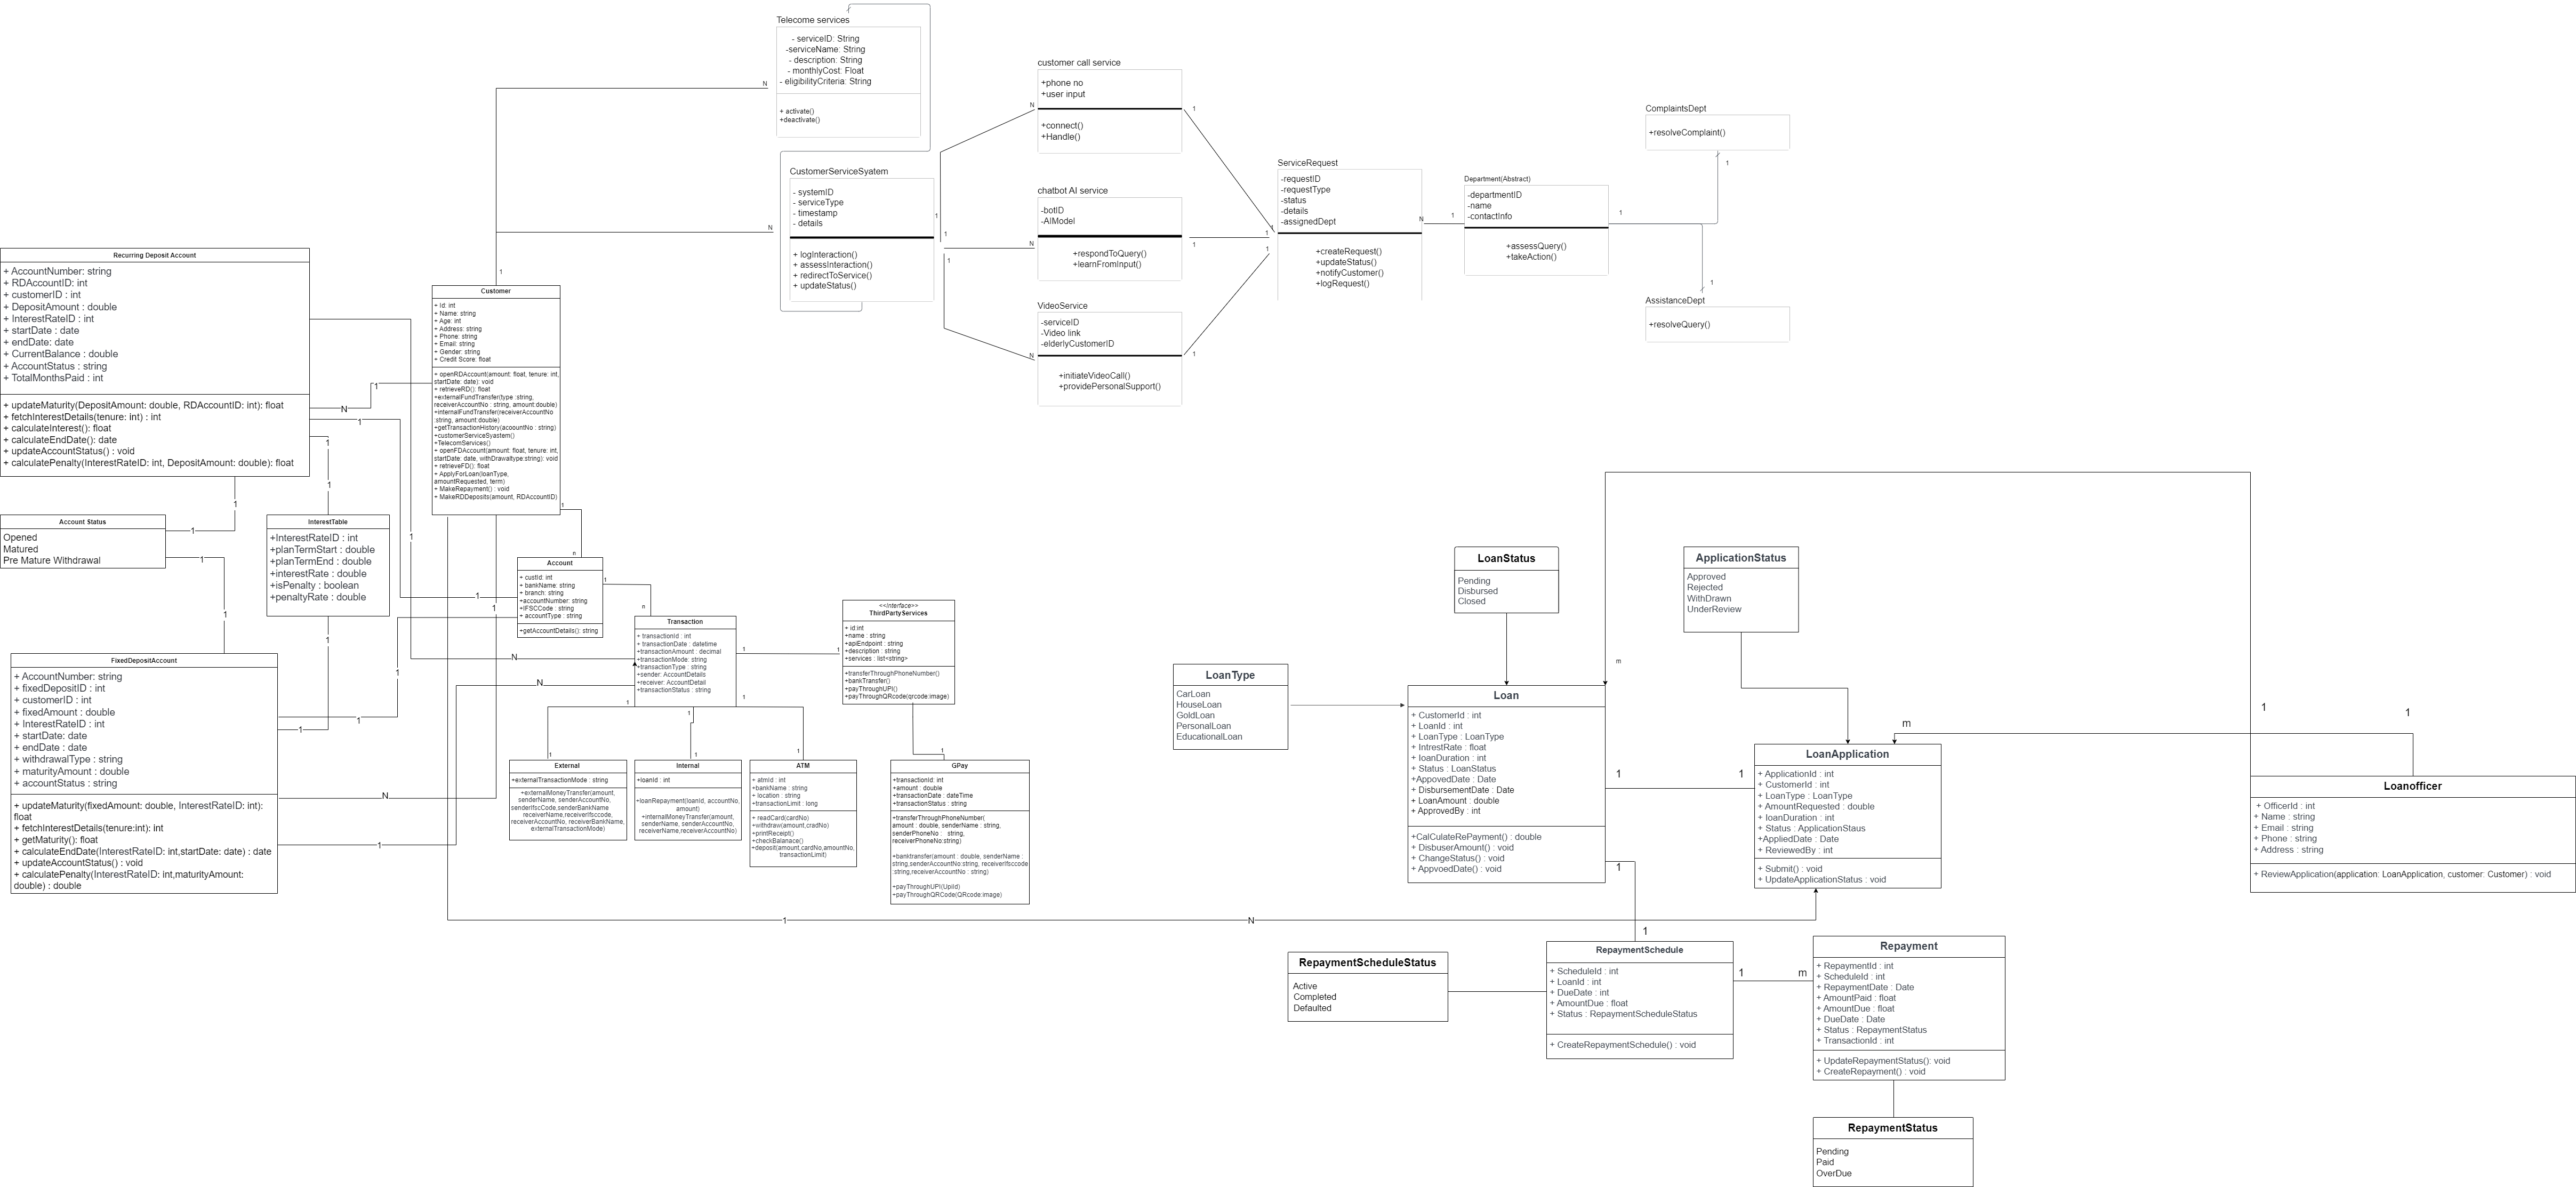 Telecome services
- serviceID: String
-serviceName: String
- description: String
- monthlyCost: Float
- eligibilityCriteria: String
+ activate()
+deactivate()
N
CustomerServiceSyatem
- systemID
- serviceType
- timestamp
- details
+ logInteraction()
+ assessInteraction()
+ redirectToService()
+ updateStatus()
N
1
1
1
customer call service
+phone no
+user input
+connect()
+Handle()
N
1
chatbot AI service
-botID
-AIModel
+respondToQuery()
+learnFromInput()
N
1
VideoService
-serviceID
-Video link
-elderlyCustomerID
+initiateVideoCall()
+providePersonalSupport()
N
1
ServiceRequest
-requestID
-requestType
-status
-details
-assignedDept
+createRequest()
+updateStatus()
+notifyCustomer()
+logRequest()
1
1
1
N
1
Department(Abstract)
-departmentID
-name
-contactInfo
+assessQuery()
+takeAction()
1
ComplaintsDept
+resolveComplaint()
1
1
AssistanceDept
+resolveQuery()
Recurring Deposit Account
+ AccountNumber: string
+ RDAccountID: int
+ customerID : int
+ DepositAmount : double
+ InterestRateID : int
+ startDate : date
+ endDate: date
+ CurrentBalance : double
+ AccountStatus : string
+ TotalMonthsPaid : int
+ updateMaturity(DepositAmount: double, RDAccountID: int): float
+ fetchInterestDetails(tenure: int) : int
+ calculateInterest(): float
+ calculateEndDate(): date
+ updateAccountStatus() : void
+ calculatePenalty(InterestRateID: int, DepositAmount: double): float
1
N
1
1
1
1
1
1
Customer
+ Id: int
+ Name: string
+ Age: int
+ Address: string
+ Phone: string
+ Email: string
+ Gender: string
+ Credit Score: float
+ openRDAccount(amount: float, tenure: int,
startDate: date): void
+ retrieveRD(): float
+externalFundTransfer(type :string,
receiverAccountNo : string, amount:double)
+internalFundTransfer(receiverAccountNo
:string, amount:double)
+getTransactionHistory(acoountNo : string)
+customerServiceSyastem()
+TelecomServices()
+ openFDAccount(amount: float, tenure: int,
startDate: date, withDrawaltype:string): void
+ retrieveFD(): float
+ ApplyForLoan(loanType,
amountRequested, term)
+ MakeRepayment() : void
+ MakeRDDeposits(amount, RDAccountID)
1
n
Account Status
Opened
Matured
Pre Mature Withdrawal
1
1
1
InterestTable
+InterestRateID : int
+planTermStart : double
+planTermEnd : double
+interestRate : double
+isPenalty : boolean
+penaltyRate : double
1
1
Account
+ custId: int
+ bankName: string
+ branch: string
+accountNumber: string
+IFSCCode : string
+ accountType : string
+getAccountDetails(): string
1
1
1
n
FixedDepositAccount
+ AccountNumber: string
+ fixedDepositID : int
+ customerID : int
+ fixedAmount : double
+ InterestRateID : int
+ startDate: date
+ endDate : date
+ withdrawalType : string
+ maturityAmount : double
+ accountStatus : string
+ updateMaturity(fixedAmount: double, InterestRateID: int):
float
+ fetchInterestDetails(tenure:int): int
+ getMaturity(): float
+ calculateEndDate(InterestRateID: int,startDate: date) : date
+ updateAccountStatus() : void
+ calculatePenalty(InterestRateID: int,maturityAmount:
double) : double
1
1
1
N
1
N
N
Transaction
+ transactionId : int
+ transactionDate : datetime
+transactionAmount : decimal
+transactionMode: string
+transactionType : string
+ sender: AccountDetails
+ receiver: AccountDetail
+ transactionStatus : string
1
1
1
1
1
<<interface>>
ThirdPartyServices
+ id:int
+name : string
+apiEndpoint : string
+description : string
+services : list<string>
+transferThroughPhoneNumber()
+bankTransfer()
+payThroughUPI()
+payThroughQRcode(qrcode:image)
1
1
1
1
External
+externalTransactionMode : string
+externalMoneyTransfer(amount,
senderName, senderAccountNo,
senderIfscCode,senderBankName
receiverName,receiverIfsccode,
receiverAccountNo, receiverBankName,
externalTransactionMode)
Internal
+loanId : int
+loanRepayment(loanId, accountNo,
amount)
+internalMoneyTransfer(amount,
senderName, senderAccountNo,
receiverName,receiverAccountNo)
ATM
+ atmId : int
+bankName : string
+ location : string
+transactionLimit : long
+ readCard(cardNo)
+withdraw(amount,cradNo)
+printReceipt()
+checkBalanace()
+deposit(amount,cardNo,amountNo,
transactionLimit)
GPay
+transactionId: int
+amount : double
+transactionDate : dateTime
+transactionStatus : string
+transferThroughPhoneNumber(
amount : double, senderName : string,
senderPhoneNo : string,
receiverPhoneNo:string)
+banktransfer(amount : double, senderName :
string,senderAccountNo:string, receiverIfsccode
:string,receiverAccountNo : string)
+payThroughUPI(UpiId)
+payThroughQRCode(QRcode:image)
1
N
LoanType
CarLoan
HouseLoan
GoldLoan
PersonalLoan
EducationalLoan
LoanStatus
Pending
Disbursed
Closed
ApplicationStatus
Approved
Rejected
WithDrawn
UnderReview
m
Loan
+ CustomerId : int
+ LoanId : int
+ LoanType : LoanType
+ IntrestRate : float
+ loanDuration : int
+ Status : LoanStatus
+AppovedDate : Date
+ DisbursementDate : Date
+ LoanAmount : double
+ ApprovedBy : int
+CalCulateRePayment() : double
+ DisbuserAmount() : void
+ ChangeStatus() : void
+ AppvoedDate() : void
1
1
1
1
m
1
1
LoanApplication
+ ApplicationId : int
+ CustomerId : int
+ LoanType : LoanType
+ AmountRequested : double
+ loanDuration : int
+ Status : ApplicationStaus
+AppliedDate : Date
+ ReviewedBy : int
+ Submit() : void
+ UpdateApplicationStatus : void
Loanofficer
+ OfficerId : int
+ Name : string
+ Email : string
+ Phone : string
+ Address : string
+ ReviewApplication(application: LoanApplication, customer: Customer) : void
RepaymentScheduleStatus
Active
Completed
Defaulted
RepaymentSchedule
+ ScheduleId : int
+ LoanId : int
+ DueDate : int
+ AmountDue : float
+ Status : RepaymentScheduleStatus
+ CreateRepaymentSchedule() : void
1
m
Repayment
+ RepaymentId : int
+ ScheduleId : int
+ RepaymentDate : Date
+ AmountPaid : float
+ AmountDue : float
+ DueDate : Date
+ Status : RepaymentStatus
+ TransactionId : int
+ UpdateRepaymentStatus(): void
+ CreateRepayment() : void
RepaymentStatus
Pending
Paid
OverDue